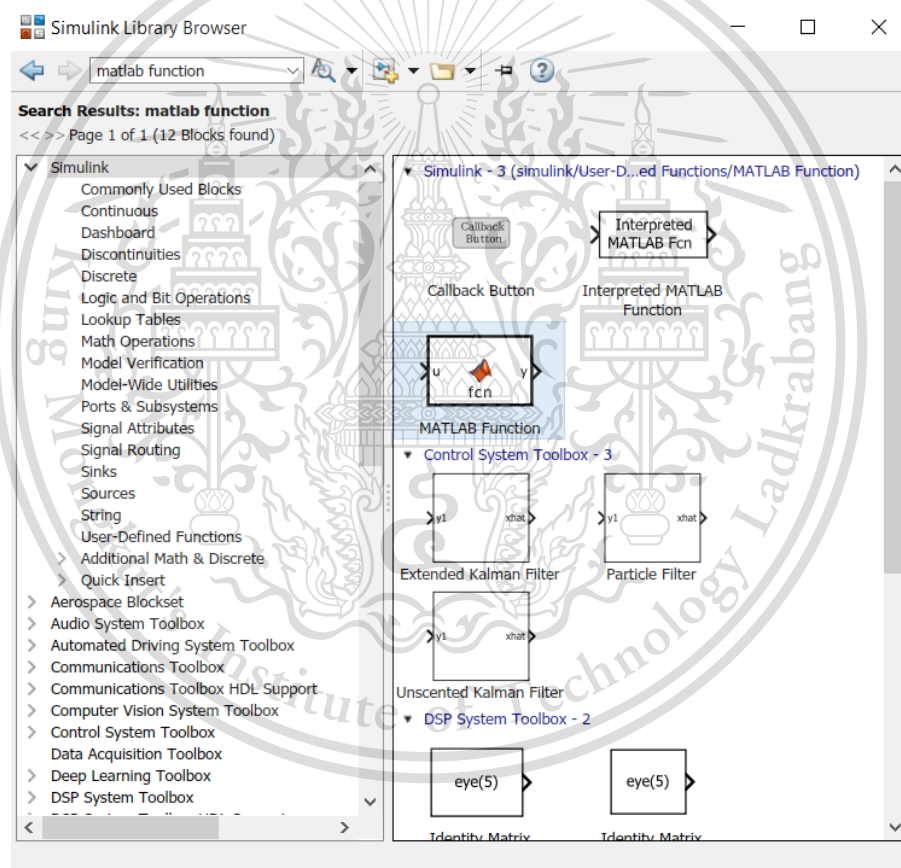 Simulink Library Browser
matlab function
Search Results: matlab function
<< >> Page 1 of 1 (12 Blocks found)
Simulink
Commonly Used Blocks
Continuous
Dashboard
Discontinuities
Discrete
Logic and Bit Operations
Lookup Tables
Math Operations
Model Verification
Model-Wide Utilities
Ports & Subsystems
Signal Attributes
Signal Routing
Sinks
Sources
String
User-Defined Functions
Additional Math & Discrete
Quick Insert
Aerospace Blockset
Audio System Toolbox
Automated Driving System Toolbox
Communications Toolbox
Communications Toolbox HDL Support
Computer Vision System Toolbox
Control System Toolbox
Data Acquisition Toolbox
Deep Learning Toolbox
DSP System Toolbox
Simulink - 3 (simulink/User-D...ed Functions/MATLAB Function)
Callback
Button
Interpreted
MATLAB Fcn
Callback Button
Interpreted MATLAB
Function
u y
fcn
MATLAB Function
Control System Toolbox - 3
y1 xhat
y1 xhat
Extended Kalman Filter
Particle Filter
y1 xhat
Unscented Kalman Filter
DSP System Toolbox - 2
eye(5)
eye(5)
Identity Matrix
Identity Matrix
King Mongkut's Institute of Technology Ladkrabang